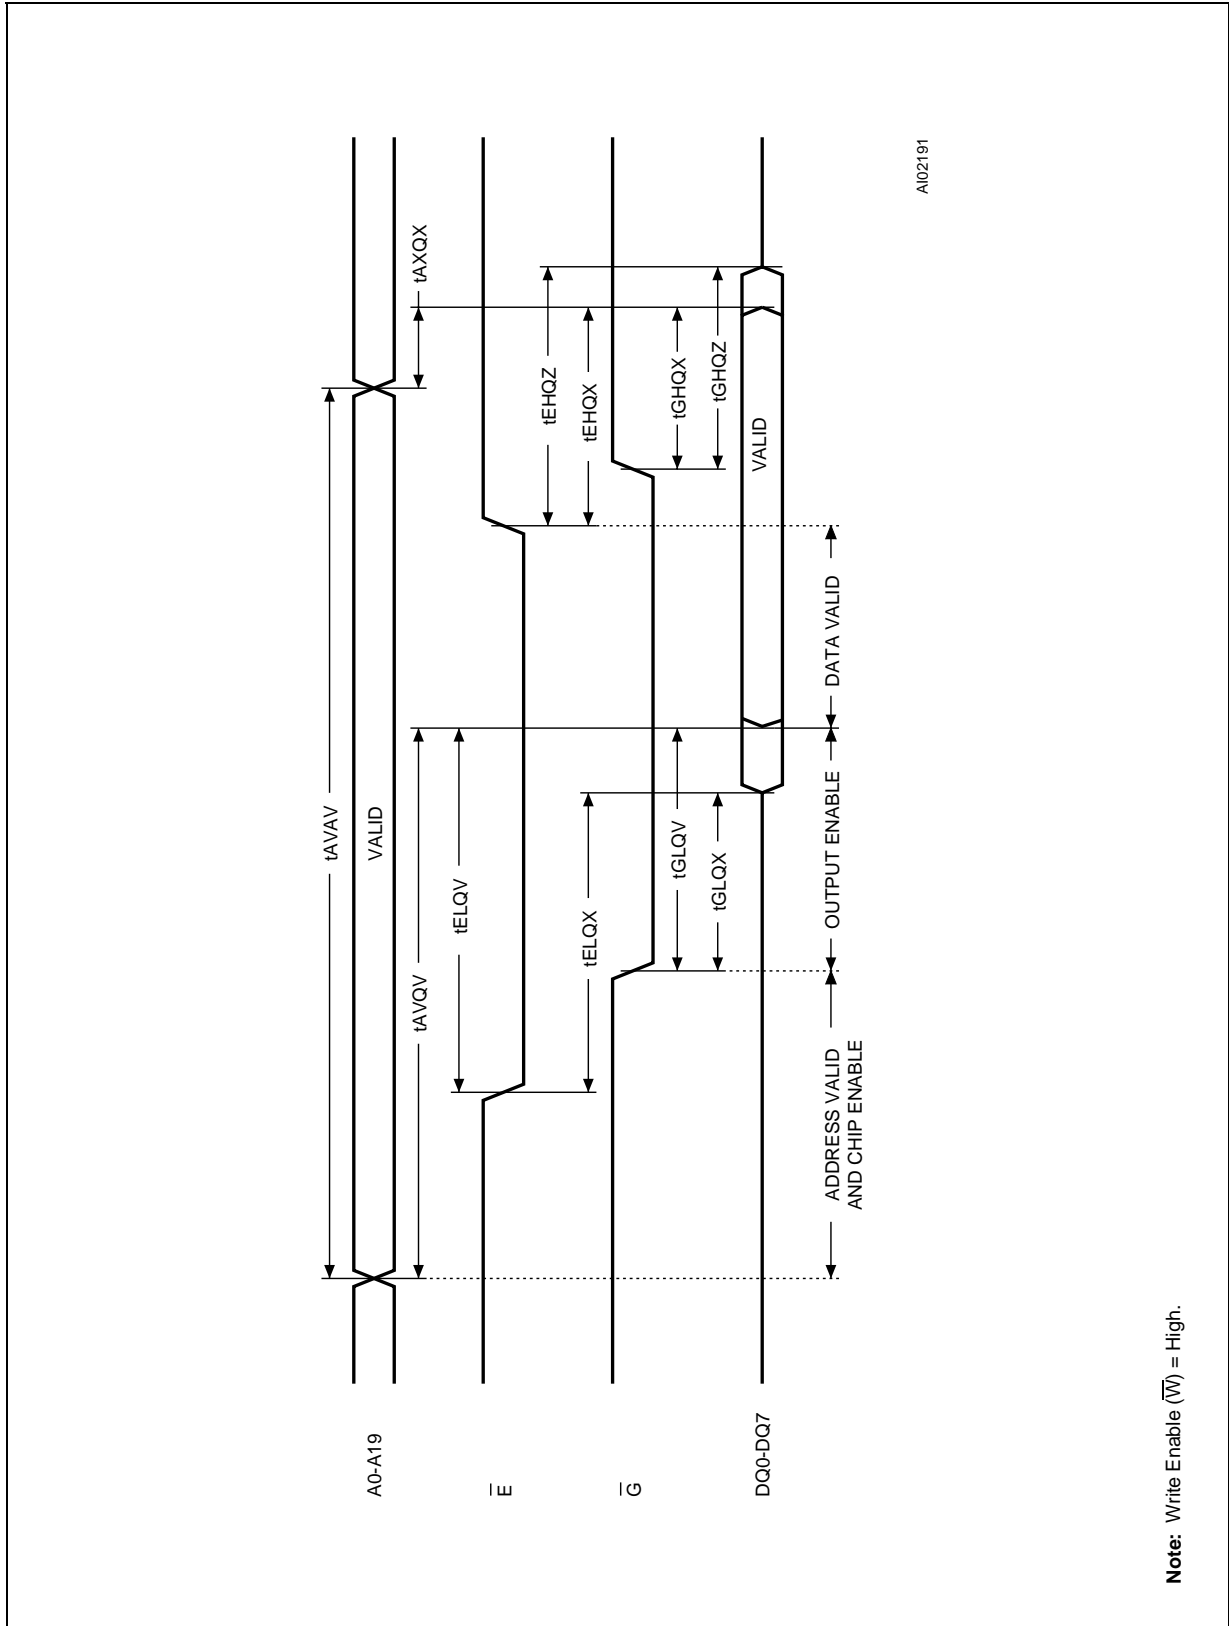 tAVAV
A0-A19
VALID
tAVQV
tAXQX
tELQV
E
tEHQZ
tELQX
tEHQX
G
tGLQV
tGHQX
tGLQX
tGHQZ
DQ0-DQ7
VALID
ADDRESS VALID
AND CHIP ENABLE
OUTPUT ENABLE
DATA VALID
AI02191
Note: Write Enable (W̅) = High.